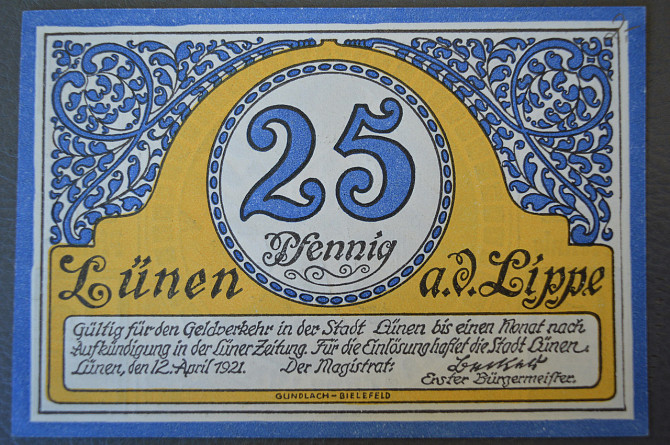 25
Pfennig
Lünen a.d. Lippe
Gültig für den Geldverkehr in der Stadt Lünen bis einen Monat nach
Aufkündigung in der Lüner Zeitung. Für die Einlösung haftet die Stadt Lünen.
Lünen, den 12. April 1921. Der Magistrat: Becker
Erster Bürgermeister.
GUNDLACH-BIELEFELD